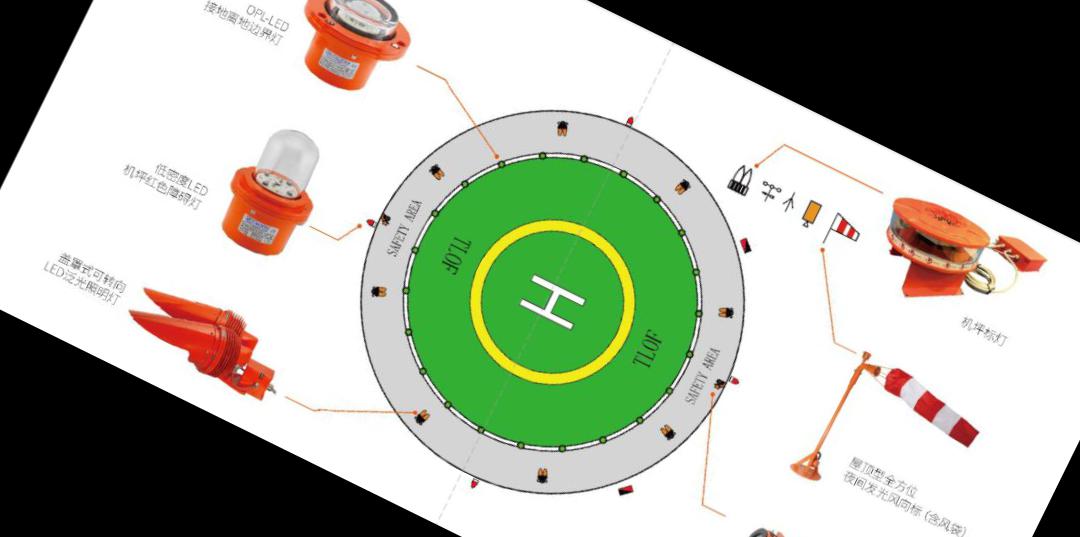 DPL-LED
接地离地边界灯
低密度LED
机坪红色障碍灯
盖罩式可转向
LED泛光照明灯
SAFETY AREA
TLOF
H
TLOF
SAFETY AREA
机坪标灯
屋顶型全方位
夜间发光风向标 (含风袋)